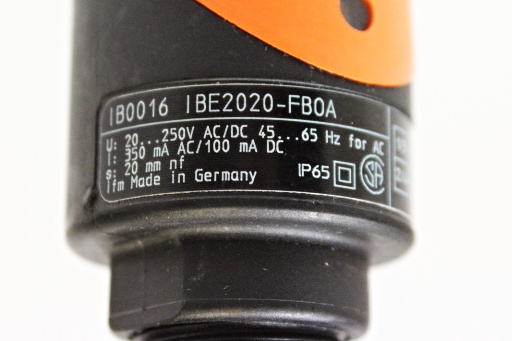 IB0016 IBE2020-FBOA
U: 20...250V AC/DC 45...65 Hz for AC
I: 350 mA AC/100 mA DC
s: 20 mm nf
ifm Made in Germany IP65